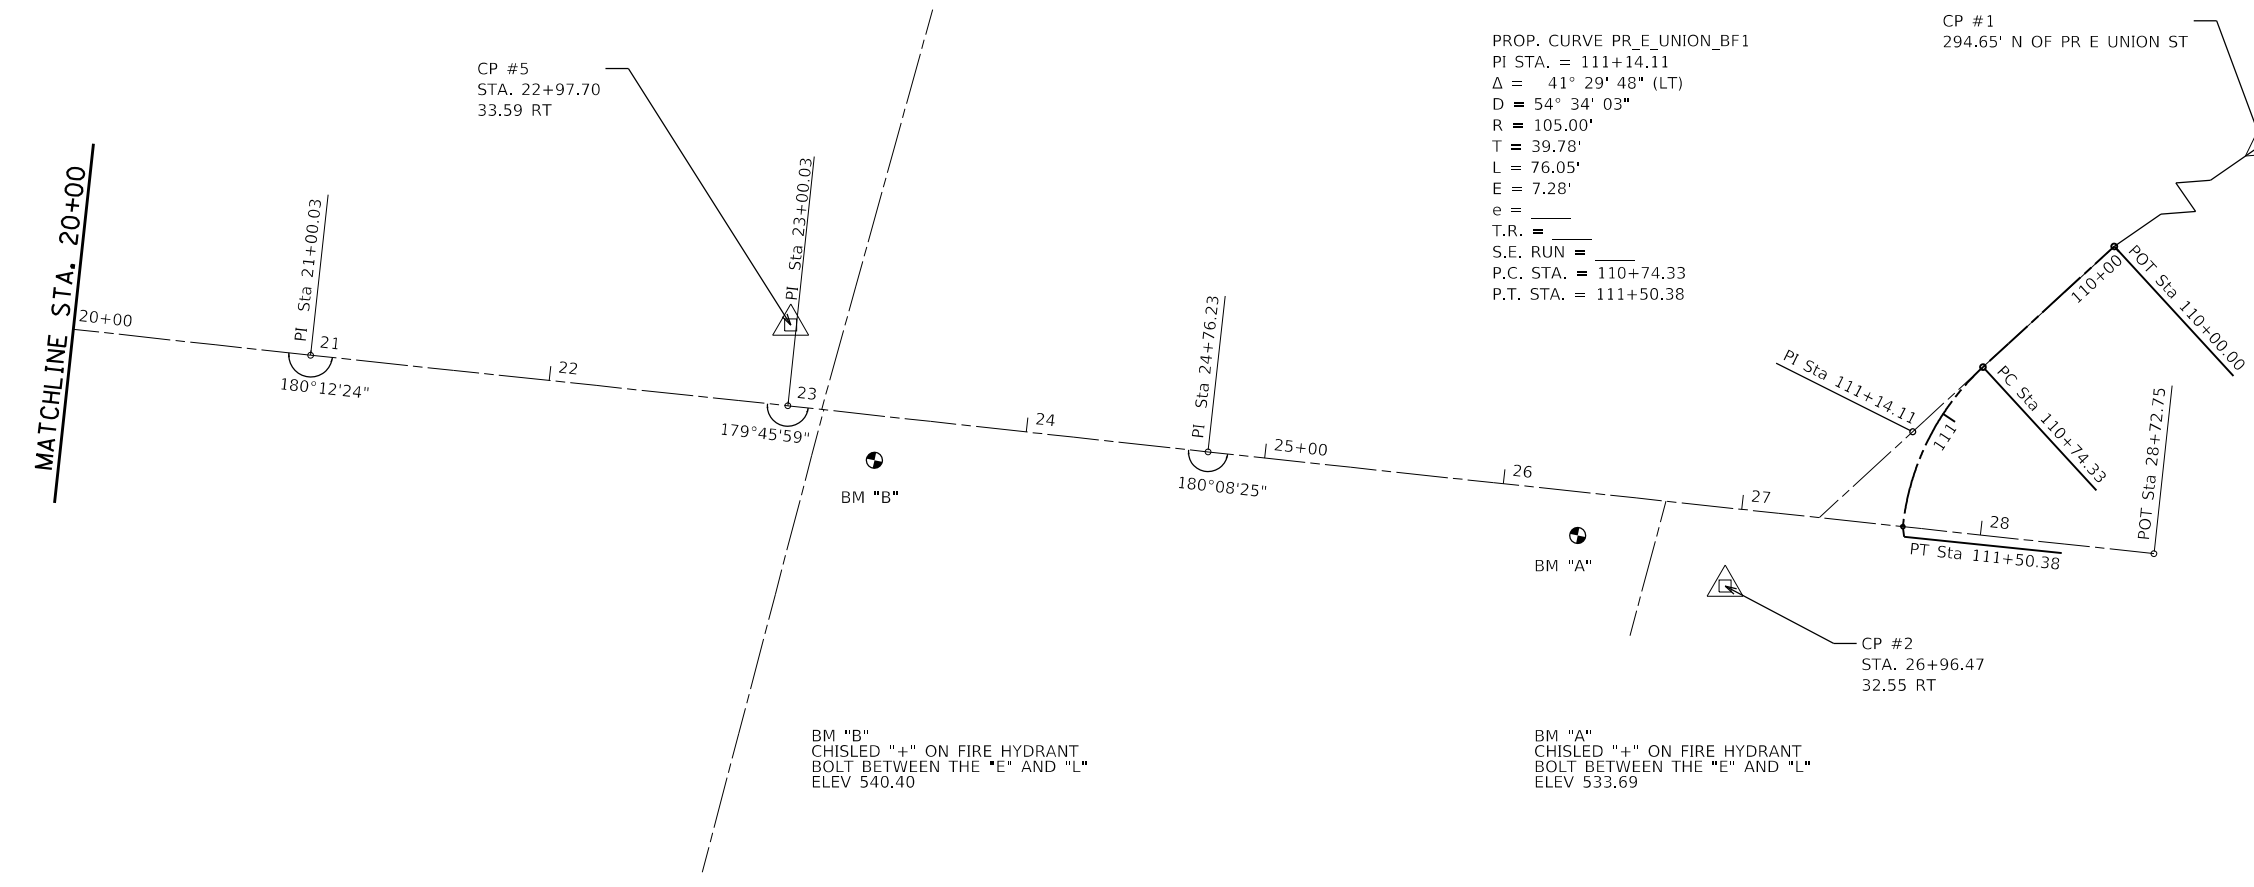 CP #1
294.65' N OF PR E UNION ST
PROP. CURVE PR_E_UNION_BF1
PI STA. = 111+14.11
Δ = 41° 29' 48" (LT)
D = 54° 34' 03"
R = 105.00'
T = 39.78'
L = 76.05'
E = 7.28'
e = ____
T.R. = ____
S.E. RUN = ____
P.C. STA. = 110+74.33
P.T. STA. = 111+50.38
CP #5
STA. 22+97.70
33.59 RT
MATCHLINE STA. 20+00
20+00
PI Sta 21+00.03
21
180°12'24"
22
PI Sta 23+00.03
23
179°45'59"
BM "B"
24
PI Sta 24+76.23
180°08'25"
25+00
26
BM "A"
27
PI Sta 111+14.11
111
110+00
POT Sta 110+00.00
PC Sta 110+74.33
POT Sta 28+72.75
28
PT Sta 111+50.38
CP #2
STA. 26+96.47
32.55 RT
BM "B"
CHISLED "+" ON FIRE HYDRANT
BOLT BETWEEN THE "E" AND "L"
ELEV 540.40
BM "A"
CHISLED "+" ON FIRE HYDRANT
BOLT BETWEEN THE "E" AND "L"
ELEV 533.69